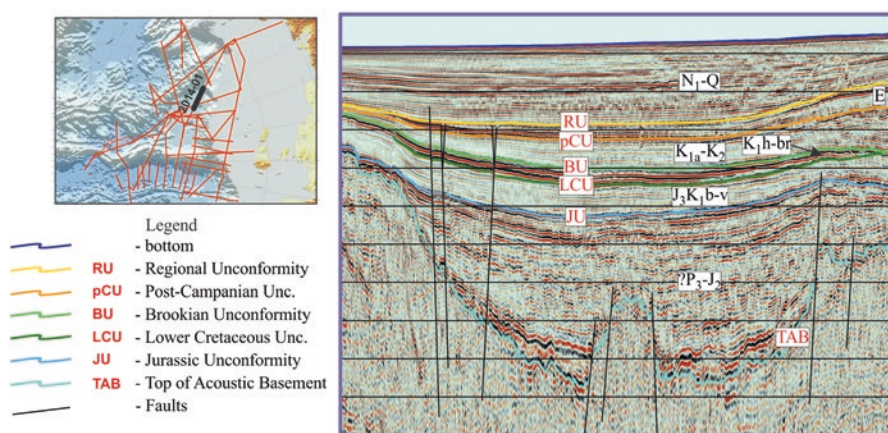 2014-01
Legend
- bottom
RU - Regional Unconformity
pCU - Post-Campanian Unc.
BU - Brookian Unconformity
LCU - Lower Cretaceous Unc.
JU - Jurassic Unconformity
TAB - Top of Acoustic Basement
- Faults
N₁-Q
E
RU
pCU
K₁a-K₂
K₁h-br
BU
LCU
J₃K₁b-v
JU
?P₃-J₂
TAB